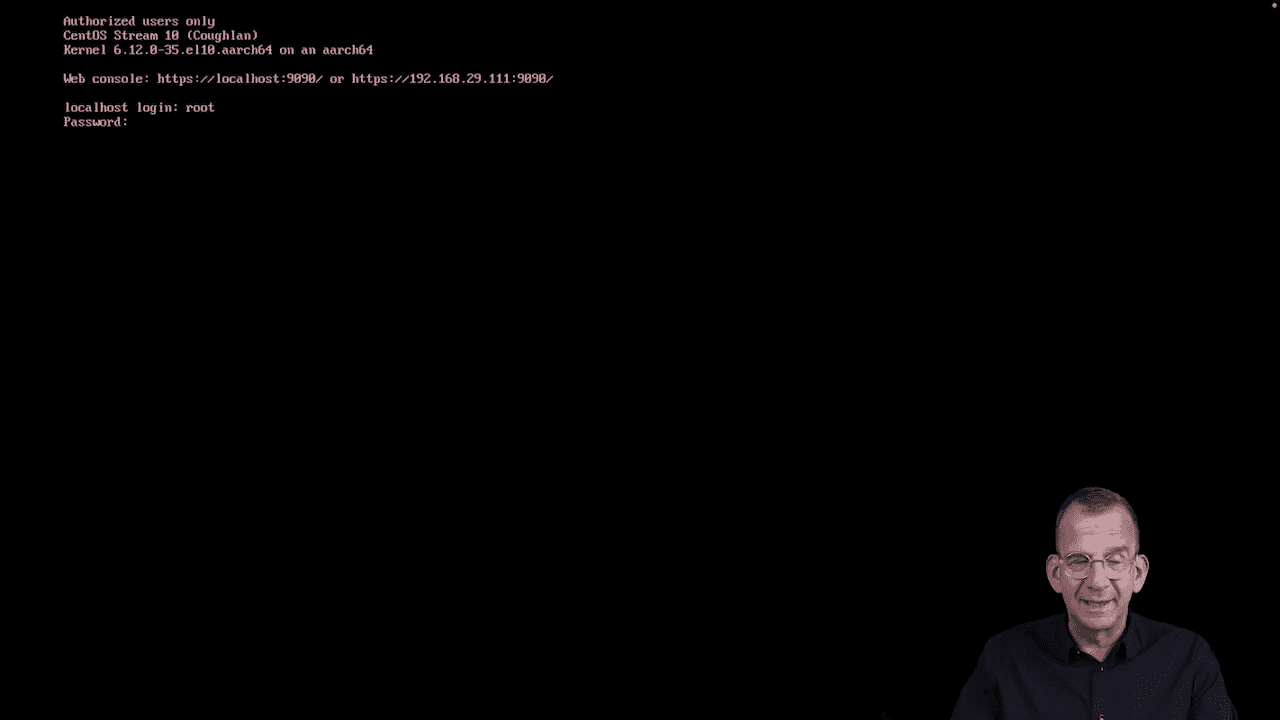 Authorized users only
CentOS Stream 10 (Coughlan)
Kernel 6.12.0-35.el10.aarch64 on an aarch64
Web console: https://localhost:9090/ or https://192.168.29.111:9090/
localhost login: root
Password: